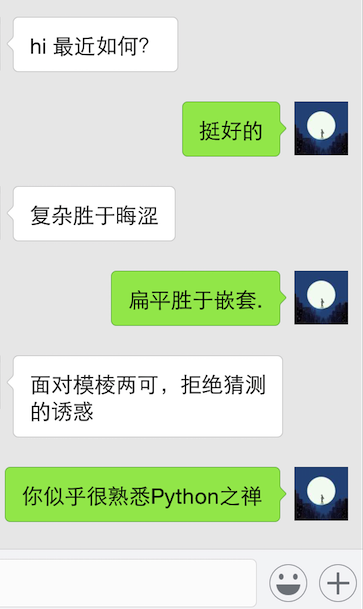 hi 最近如何？
挺好的
复杂胜于晦涩
扁平胜于嵌套.
面对模棱两可，拒绝猜测
的诱惑
你似乎很熟悉Python之禅